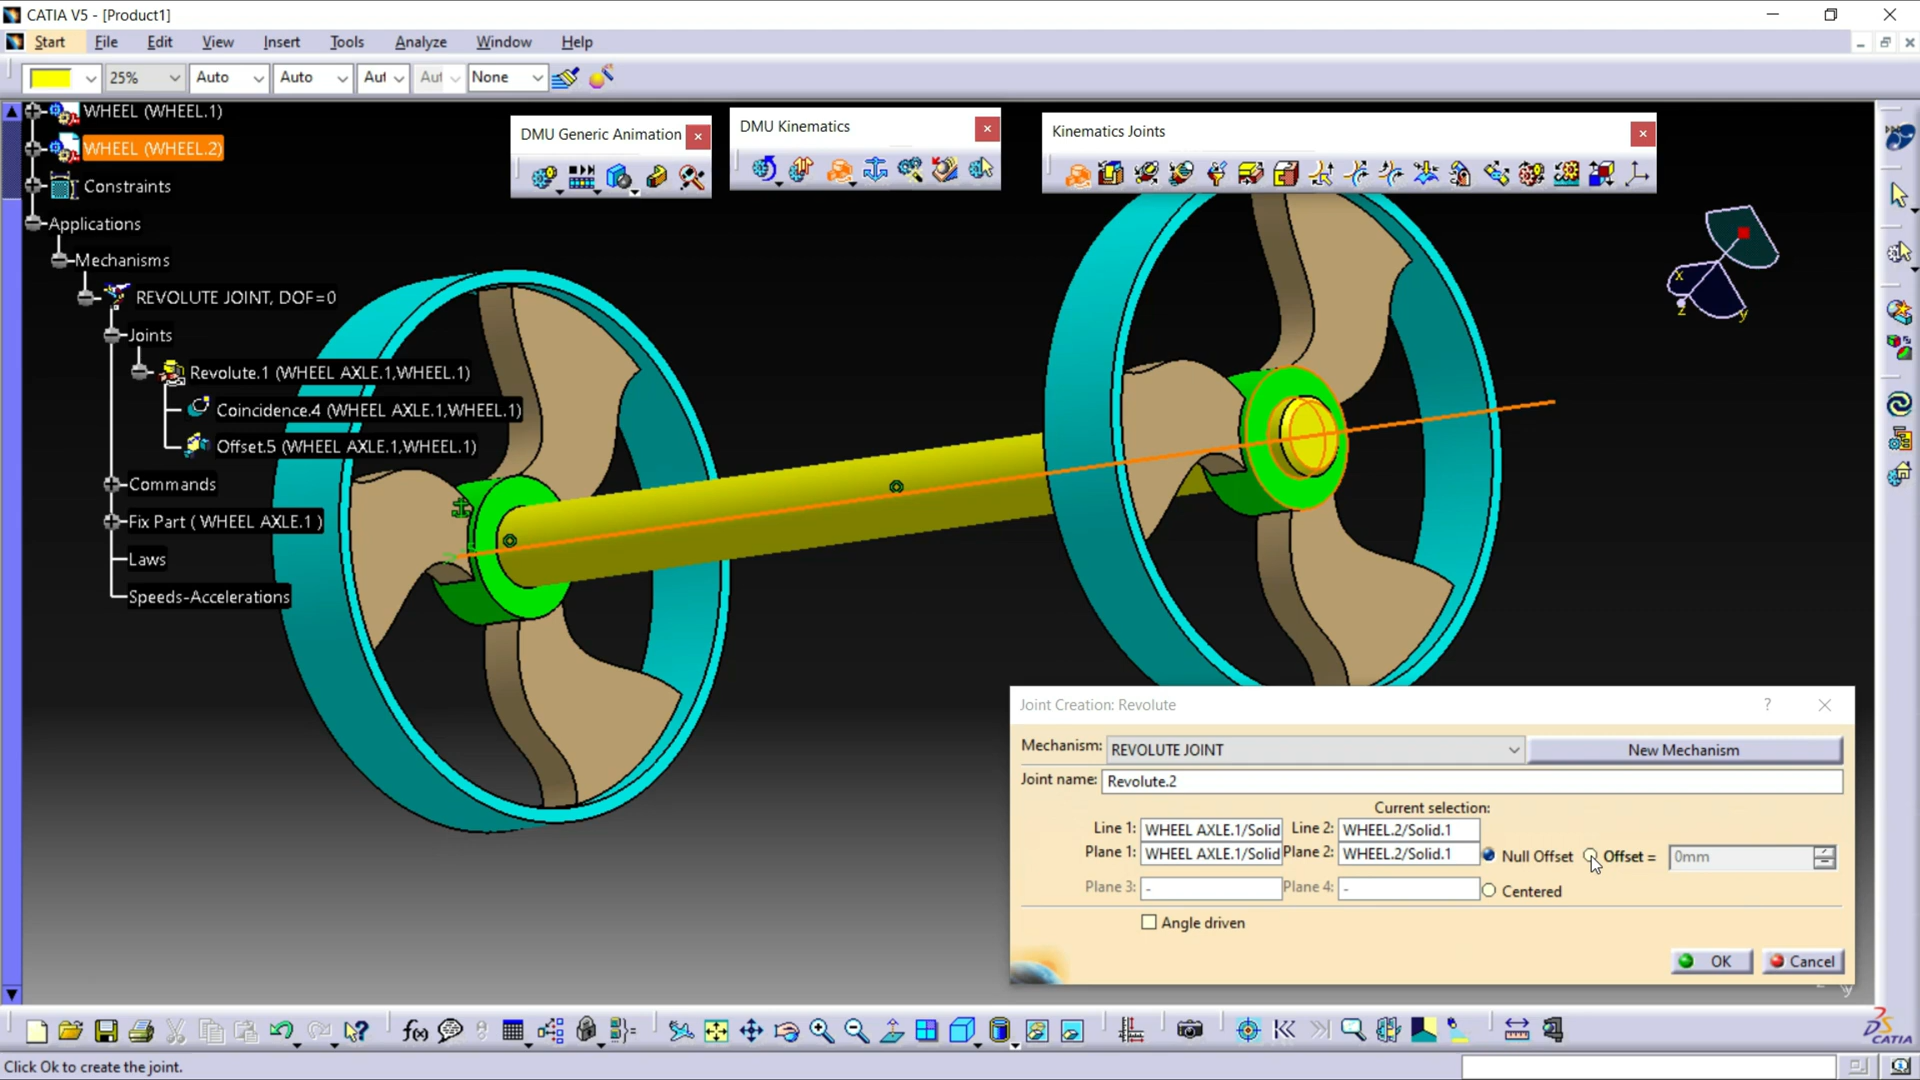 CATIA V5 - [Product1]
Start File Edit View Insert Tools Analyze Window Help
25% Auto Auto Aut Aut None
WHEEL (WHEEL.1)
WHEEL (WHEEL.2)
Constraints
Applications
Mechanisms
REVOLUTE JOINT, DOF=0
Joints
Revolute.1 (WHEEL AXLE.1,WHEEL.1)
Coincidence.4 (WHEEL AXLE.1,WHEEL.1)
Offset.5 (WHEEL AXLE.1,WHEEL.1)
Commands
Fix Part ( WHEEL AXLE.1 )
Laws
Speeds-Accelerations
DMU Generic Animation
DMU Kinematics
Kinematics Joints
x
z y
Joint Creation: Revolute ?
Mechanism: REVOLUTE JOINT New Mechanism
Joint name: Revolute.2
Current selection:
Line 1: WHEEL AXLE.1/Solid Line 2: WHEEL.2/Solid.1
Plane 1: WHEEL AXLE.1/Solid Plane 2: WHEEL.2/Solid.1 Null Offset Offset = 0mm
Plane 3: - Plane 4: - Centered
Angle driven
OK Cancel
z y
f(x)
CATIA
Click Ok to create the joint.